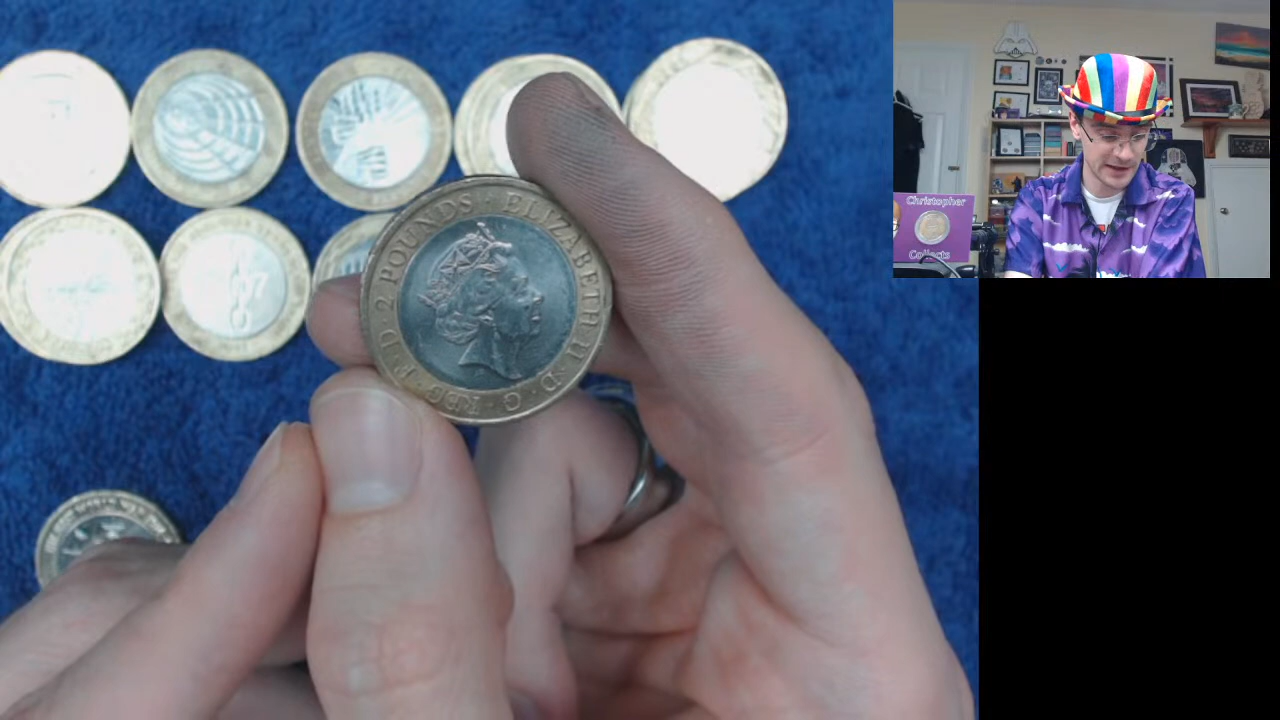 Christopher
Collects
· ELIZABETH II · D · G · REG · F · D · 2 POUNDS